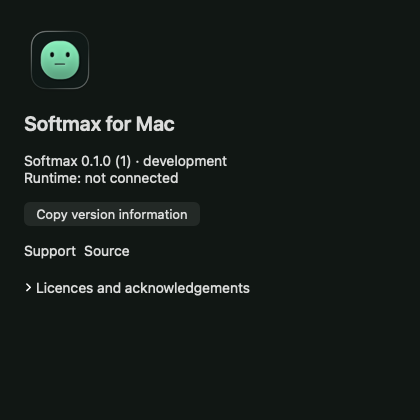 Softmax for Mac
Softmax 0.1.0 (1) · development
Runtime: not connected
Copy version information
Support Source
Licences and acknowledgements